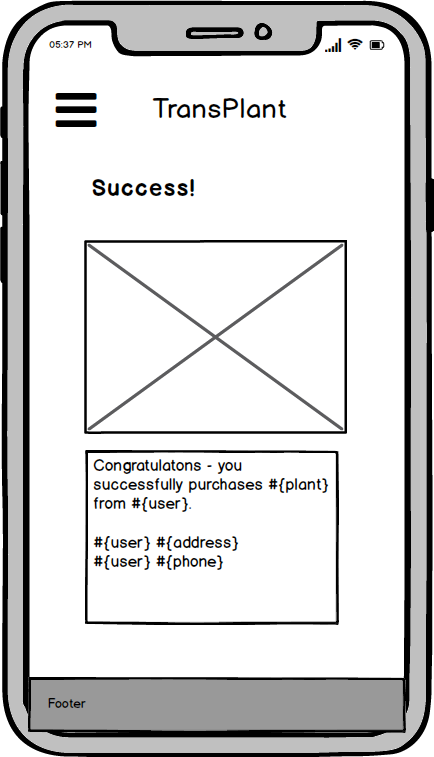 05:37 PM
TransPlant
Success!
Congratulatons - you
successfully purchases #{plant}
from #{user}.
#{user} #{address}
#{user} #{phone}
Footer